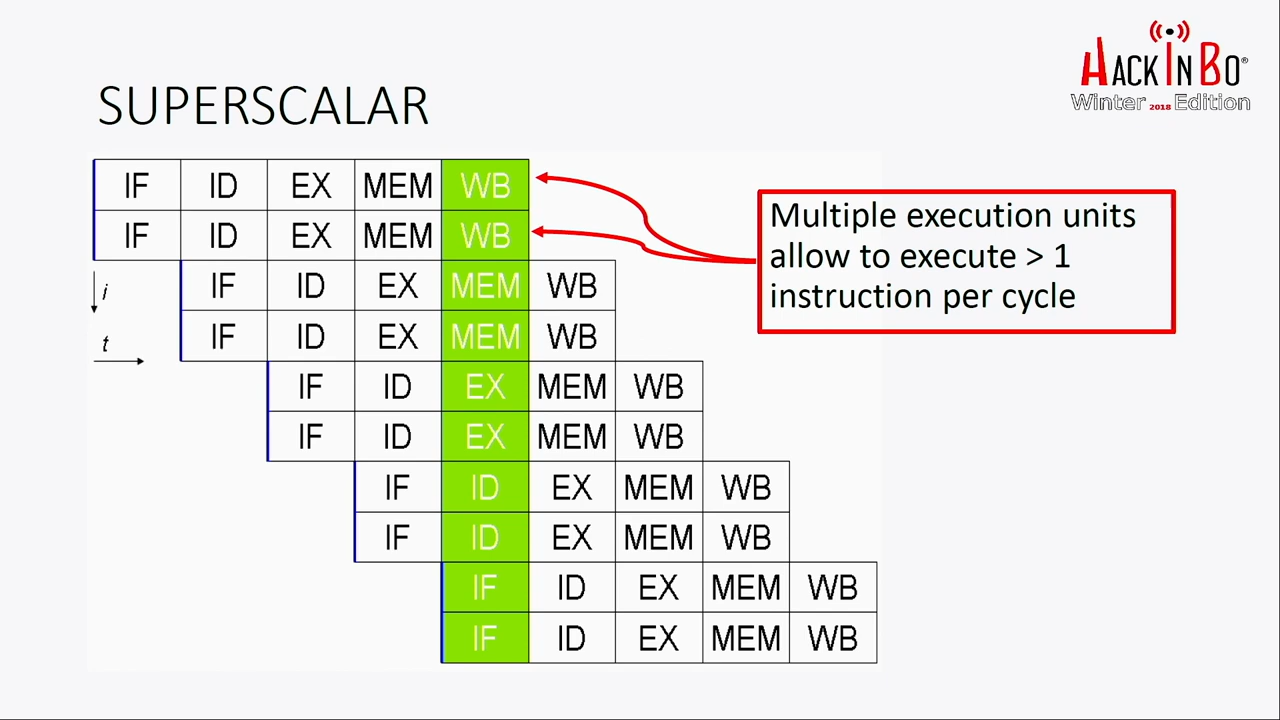 HACKINBO®
Winter 2018 Edition
SUPERSCALAR
IF ID EX MEM WB
IF ID EX MEM WB
i
IF ID EX MEM WB
t
IF ID EX MEM WB
IF ID EX MEM WB
IF ID EX MEM WB
IF ID EX MEM WB
IF ID EX MEM WB
IF ID EX MEM WB
IF ID EX MEM WB
Multiple execution units
allow to execute > 1
instruction per cycle